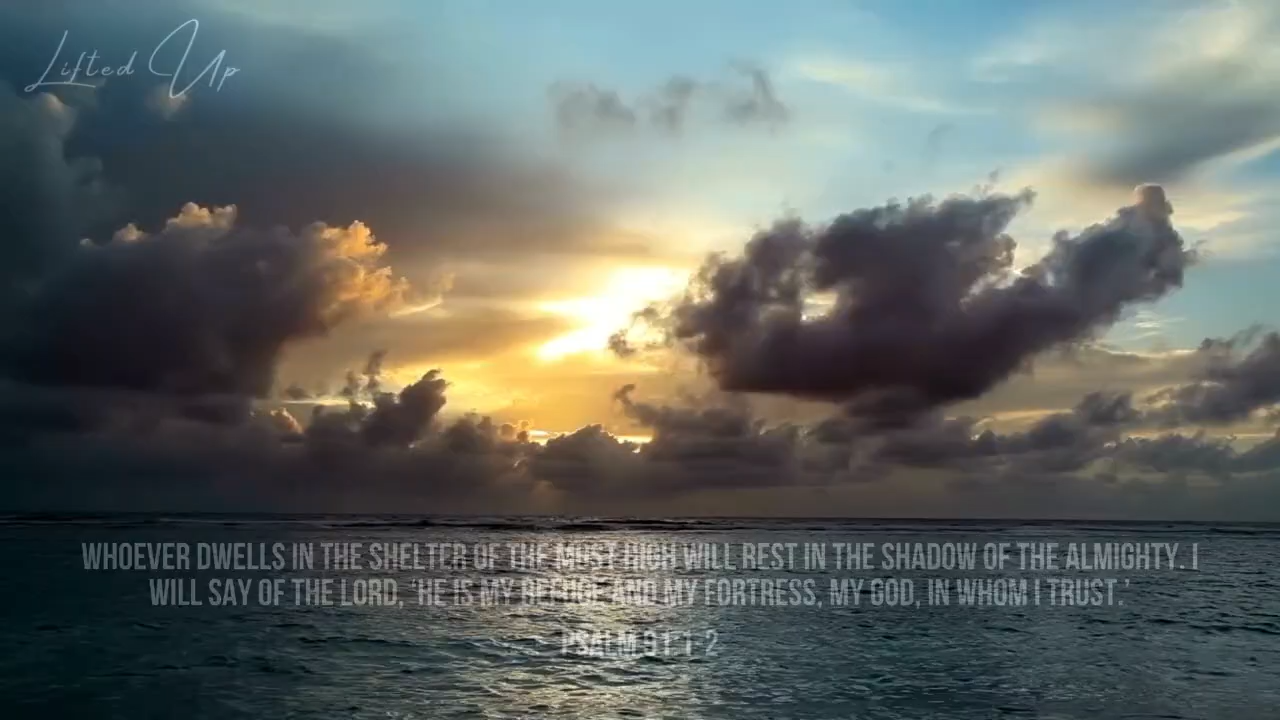 Lifted Up
WHOEVER DWELLS IN THE SHELTER OF THE MOST HIGH WILL REST IN THE SHADOW OF THE ALMIGHTY. I
WILL SAY OF THE LORD, 'HE IS MY REFUGE AND MY FORTRESS, MY GOD, IN WHOM I TRUST.'
PSALM 91:1-2